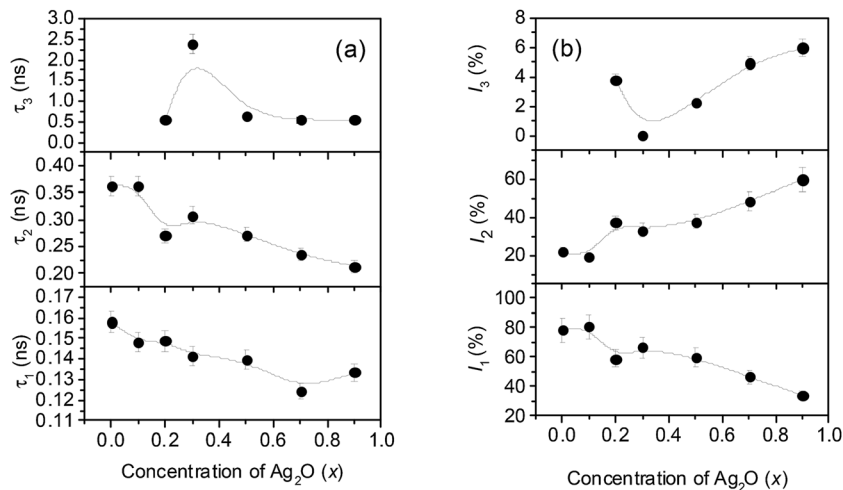 (a)
τ3 (ns)
3.0
2.5
2.0
1.5
1.0
0.5
0.0
τ2 (ns)
0.40
0.35
0.30
0.25
0.20
τ1 (ns)
0.17
0.16
0.15
0.14
0.13
0.12
0.11
0.0 0.2 0.4 0.6 0.8 1.0
Concentration of Ag2O (x)
(b)
I3 (%)
8
6
4
2
0
I2 (%)
60
40
20
I1 (%)
100
80
60
40
20
0.0 0.2 0.4 0.6 0.8 1.0
Concentration of Ag2O (x)